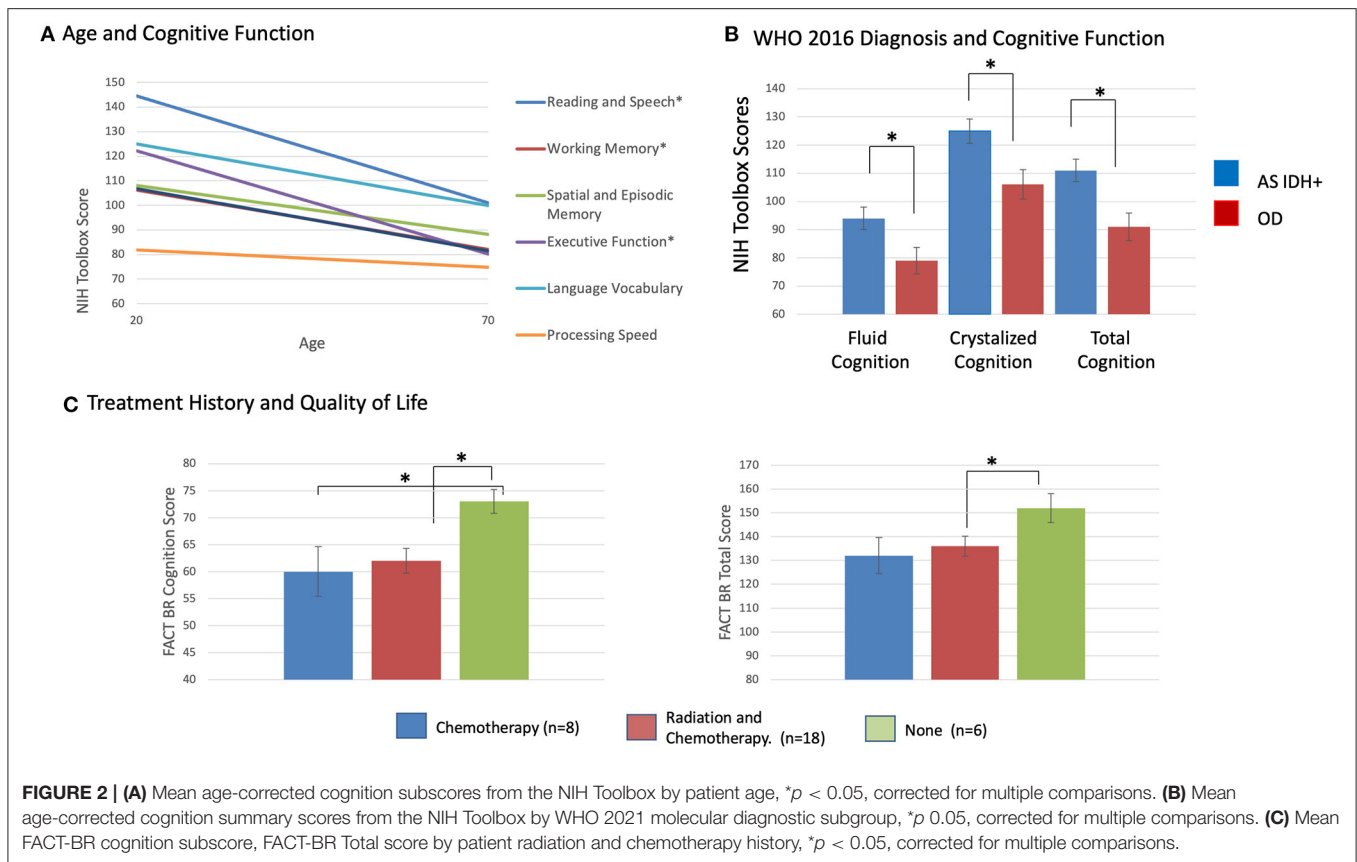 A Age and Cognitive Function
150
140
130
120
110
100
90
80
70
60
NIH Toolbox Score
20
70
Age
Reading and Speech*
Working Memory*
Spatial and Episodic
Memory
Executive Function*
Language Vocabulary
Processing Speed
B WHO 2016 Diagnosis and Cognitive Function
140
130
120
110
100
90
80
70
60
NIH Toolbox Scores
*
*
*
Fluid
Cognition
Crystalized
Cognition
Total
Cognition
AS IDH+
OD
C Treatment History and Quality of Life
80
75
70
65
60
55
50
45
40
FACT BR Cognition Score
*
*
170
160
150
140
130
120
110
100
90
80
FACT BR Total Score
*
Chemotherapy (n=8)
Radiation and
Chemotherapy. (n=18)
None (n=6)
FIGURE 2 | (A) Mean age-corrected cognition subscores from the NIH Toolbox by patient age, *p < 0.05, corrected for multiple comparisons. (B) Mean
age-corrected cognition summary scores from the NIH Toolbox by WHO 2021 molecular diagnostic subgroup, *p 0.05, corrected for multiple comparisons. (C) Mean
FACT-BR cognition subscore, FACT-BR Total score by patient radiation and chemotherapy history, *p < 0.05, corrected for multiple comparisons.